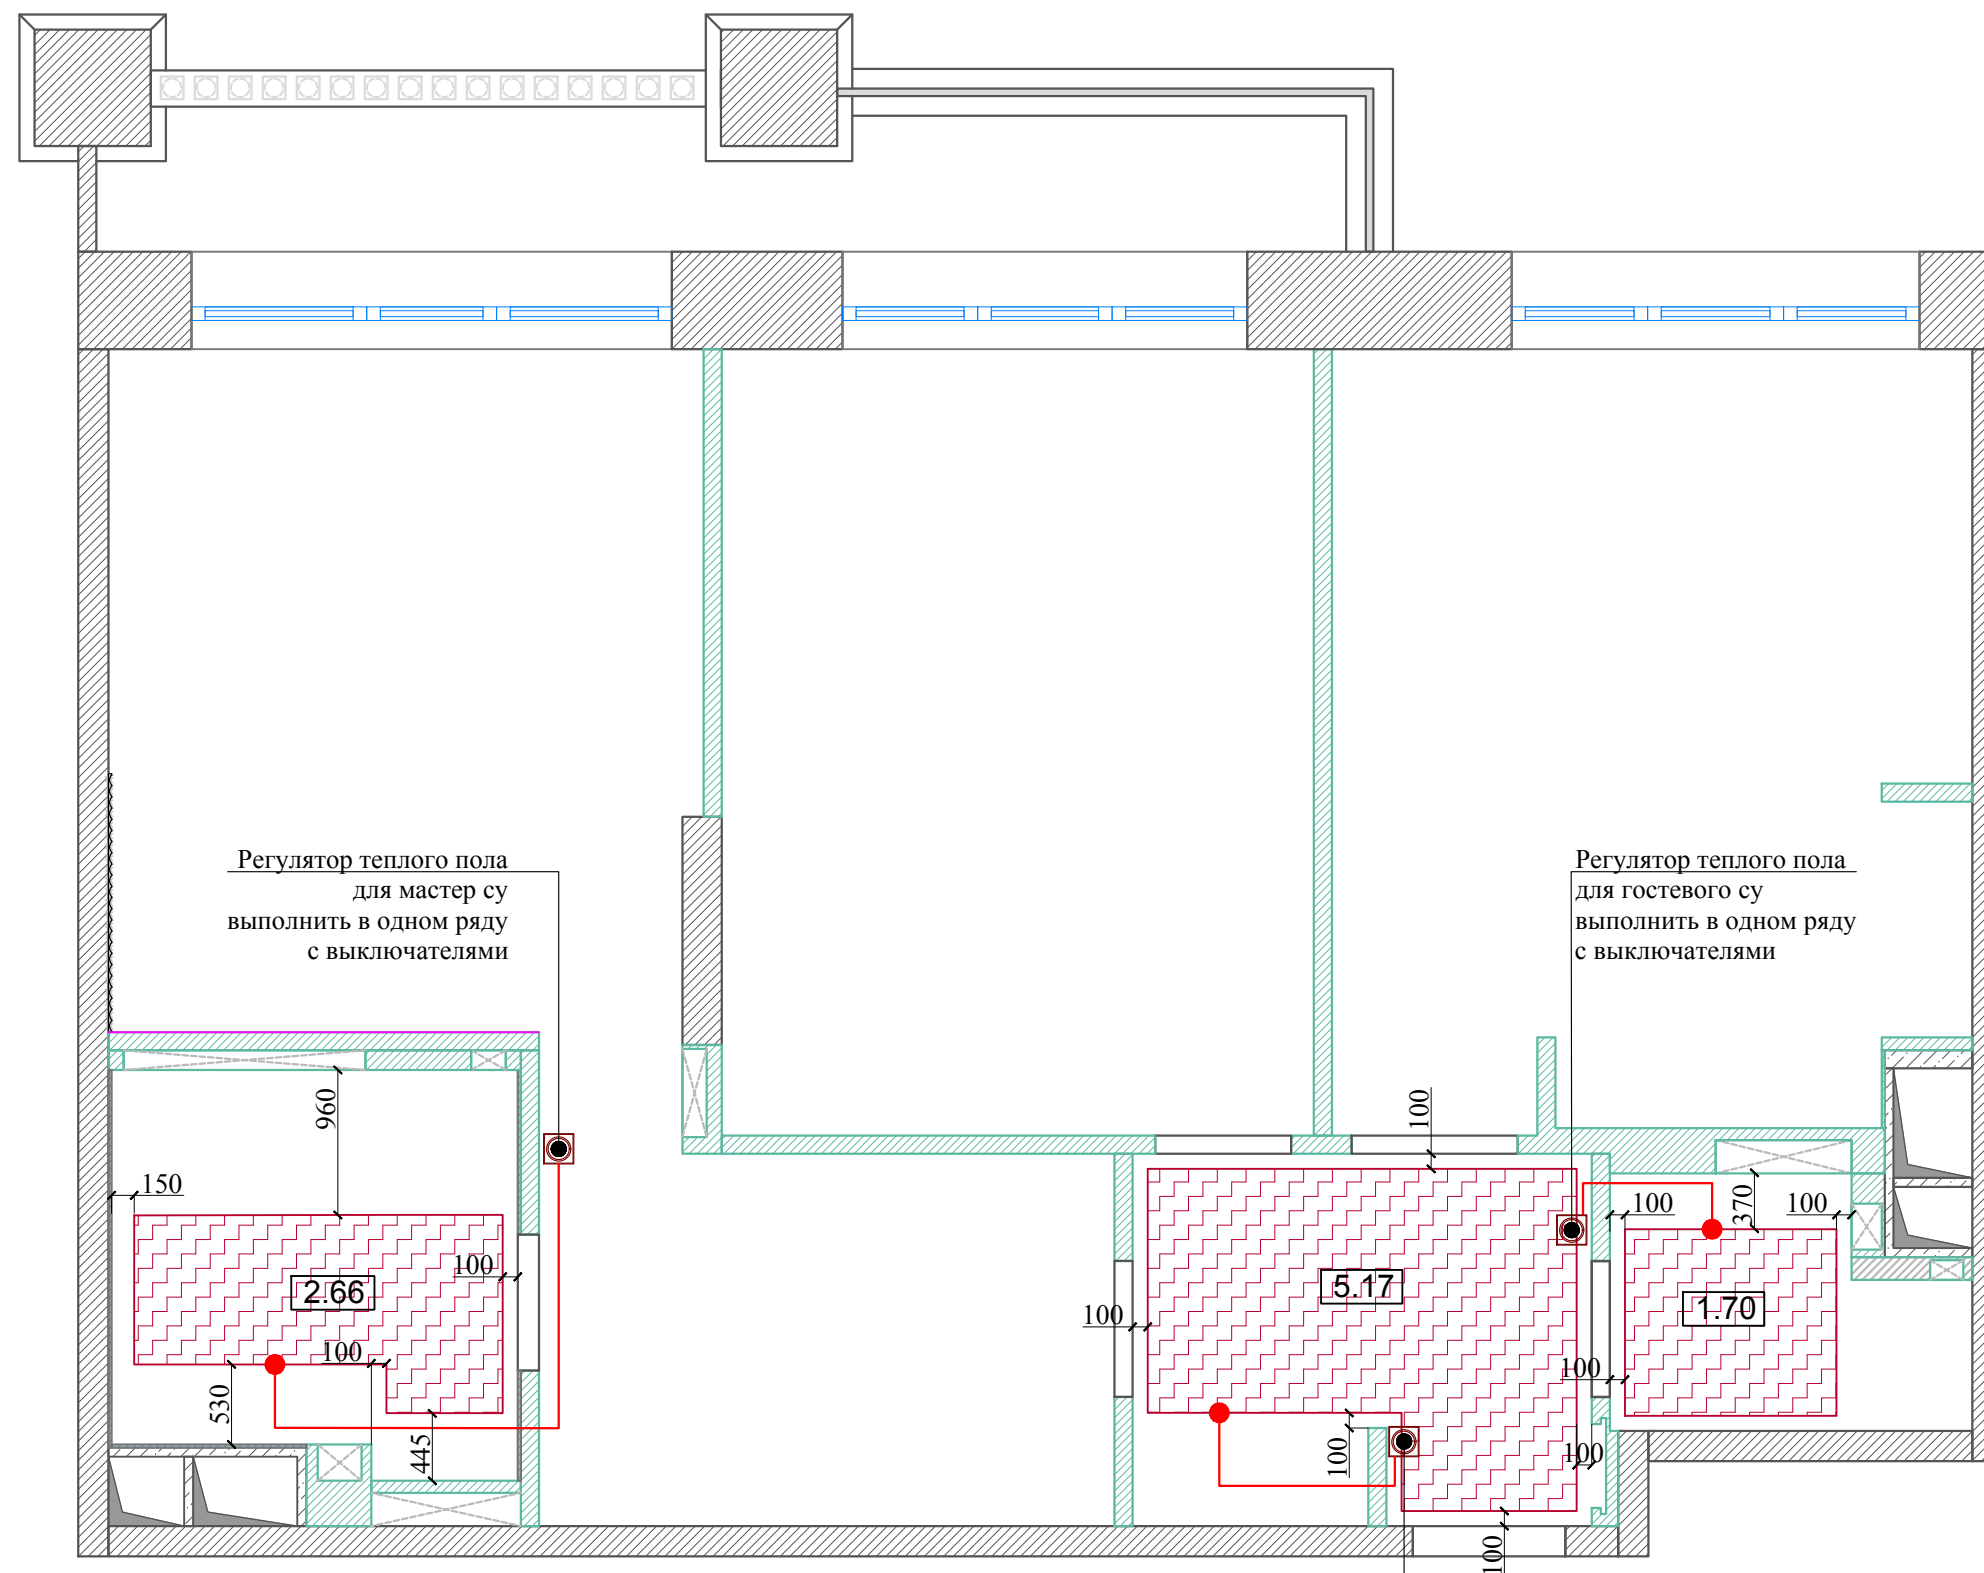 Регулятор теплого пола
для мастер су
выполнить в одном ряду
с выключателями
Регулятор теплого пола
для гостевого су
выполнить в одном ряду
с выключателями
960
100
150
100
370
100
100
2.66
5.17
1.70
100
100
100
530
445
100
100
100